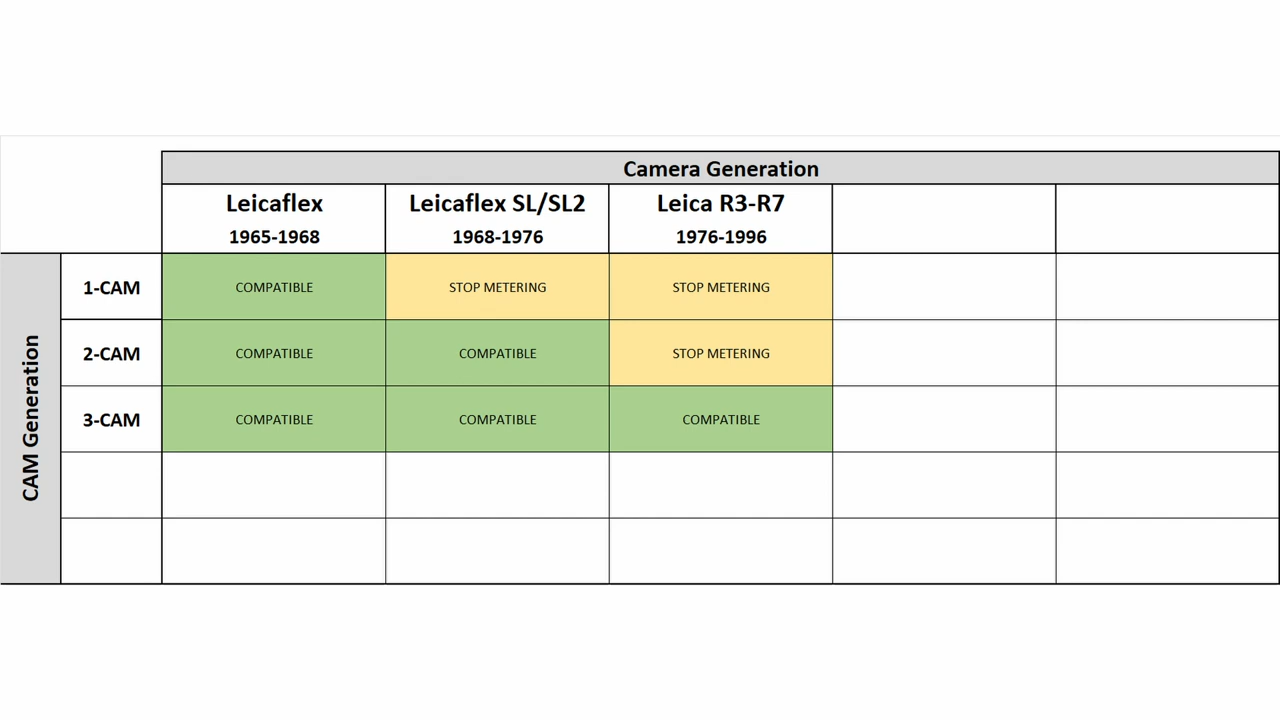 Camera Generation
Leicaflex Leicaflex SL/SL2 Leica R3-R7
1965-1968 1968-1976 1976-1996
CAM Generation
1-CAM COMPATIBLE STOP METERING STOP METERING
2-CAM COMPATIBLE COMPATIBLE STOP METERING
3-CAM COMPATIBLE COMPATIBLE COMPATIBLE